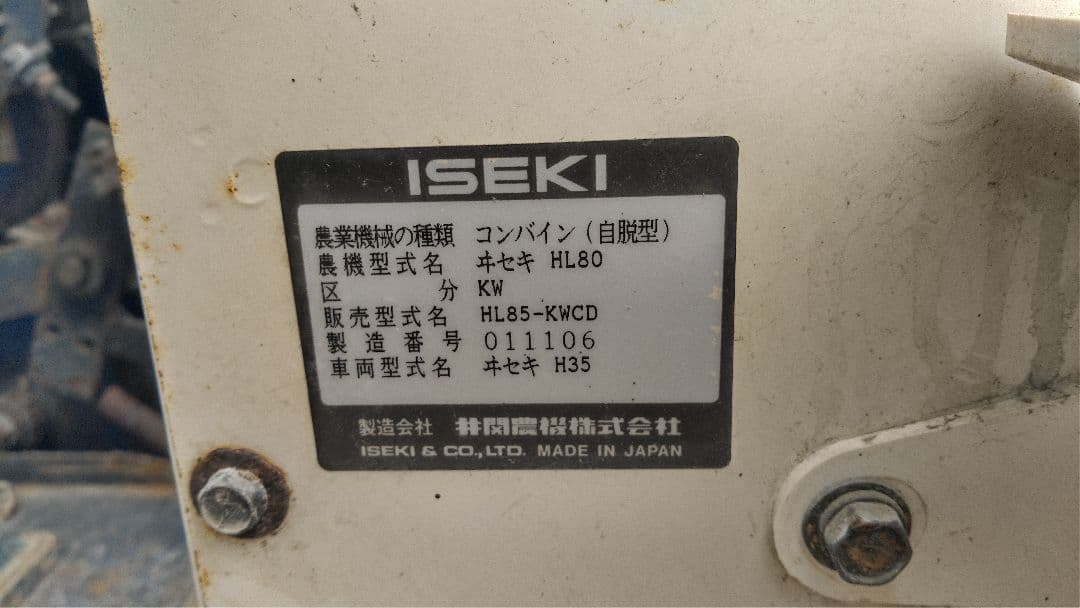 ISEKI
農業機械の種類 コンバイン(自脱型)
農機型式名 ヰセキ HL80
区分 KW
販売型式名 HL85-KWCD
製造番号 011106
車両型式名 ヰセキ H35
製造会社 井関農機株式会社
ISEKI & CO.,LTD. MADE IN JAPAN